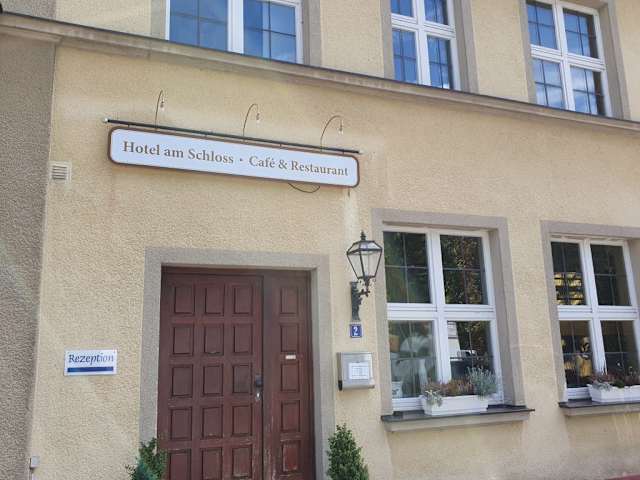 Hotel am Schloss • Café & Restaurant
2
Rezeption